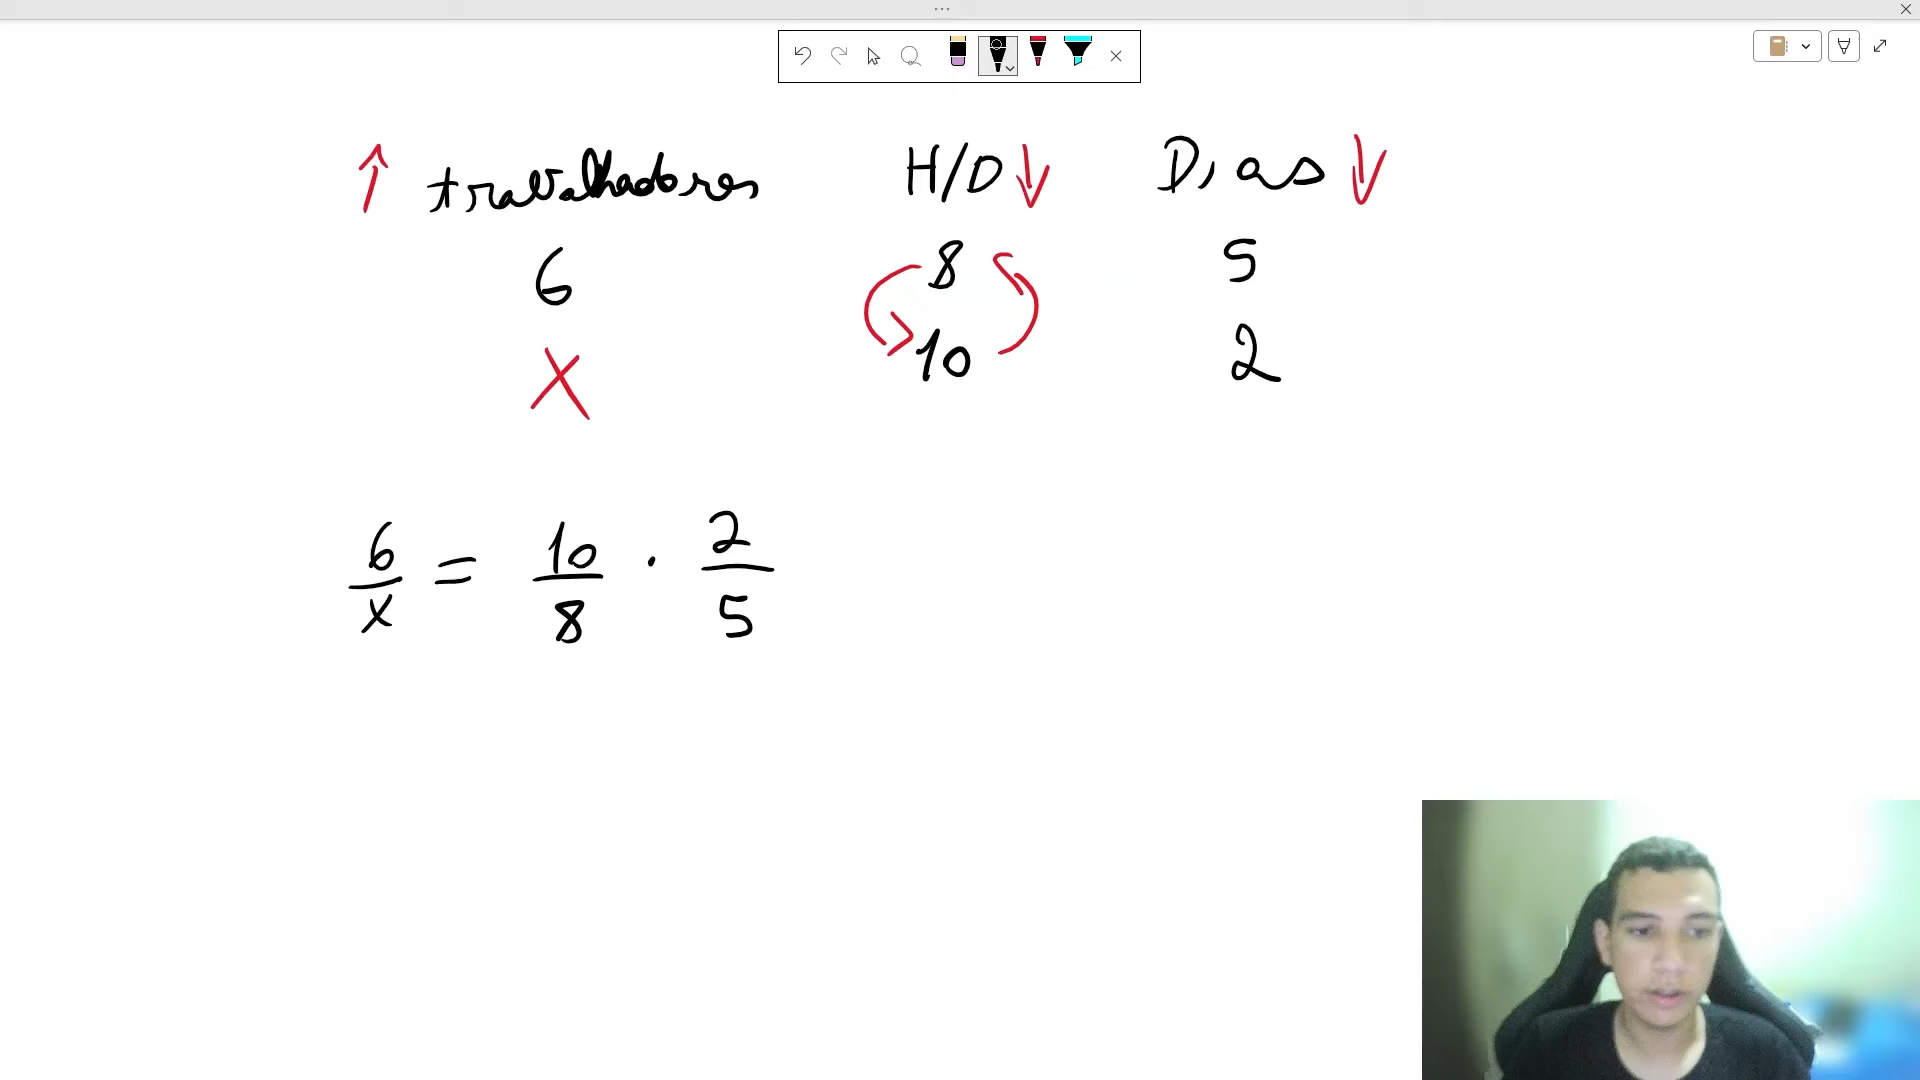 ↑ trabalhadores H/D ↓ Dias ↓
6 8 5
X 10 2
6/x = 10/8 · 2/5